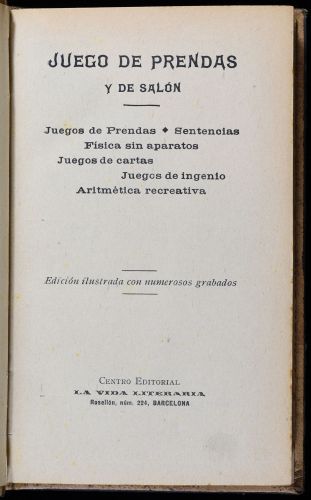 JUEGO DE PRENDAS
Y DE SALÓN
Juegos de Prendas ◆ Sentencias
Física sin aparatos
Juegos de cartas
Juegos de ingenio
Aritmética recreativa
Edición ilustrada con numerosos grabados
CENTRO EDITORIAL
LA VIDA LITERARIA
Rosellón, núm. 224, BARCELONA